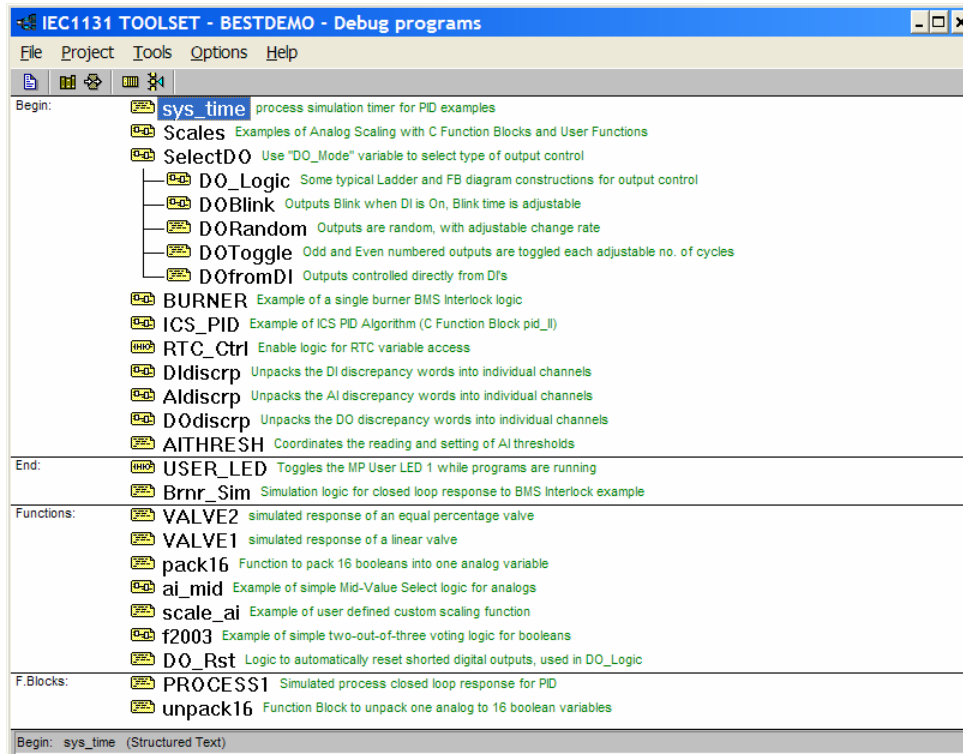 IEC1131 TOOLSET - BESTDEMO - Debug programs
File Project Tools Options Help
Begin: sys_time process simulation timer for PID examples
Scales Examples of Analog Scaling with C Function Blocks and User Functions
SelectDO Use "DO_Mode" variable to select type of output control
DO_Logic Some typical Ladder and FB diagram constructions for output control
DOBlink Outputs Blink when DI is On, Blink time is adjustable
DORandom Outputs are random, with adjustable change rate
DOToggle Odd and Even numbered outputs are toggled each adjustable no. of cycles
DOfromDI Outputs controlled directly from DI's
BURNER Example of a single burner BMS Interlock logic
ICS_PID Example of ICS PID Algorithm (C Function Block pid_II)
RTC_Ctrl Enable logic for RTC variable access
DIdiscrp Unpacks the DI discrepancy words into individual channels
AIdiscrp Unpacks the AI discrepancy words into individual channels
DOdiscrp Unpacks the DO discrepancy words into individual channels
AITHRESH Coordinates the reading and setting of AI thresholds
End: USER_LED Toggles the MP User LED 1 while programs are running
Brnr_Sim Simulation logic for closed loop response to BMS Interlock example
Functions: VALVE2 simulated response of an equal percentage valve
VALVE1 simulated response of a linear valve
pack16 Function to pack 16 booleans into one analog variable
ai_mid Example of simple Mid-Value Select logic for analogs
scale_ai Example of user defined custom scaling function
f2003 Example of simple two-out-of-three voting logic for booleans
DO_Rst Logic to automatically reset shorted digital outputs, used in DO_Logic
F.Blocks: PROCESS1 Simulated process closed loop response for PID
unpack16 Function Block to unpack one analog to 16 boolean variables
Begin: sys_time (Structured Text)